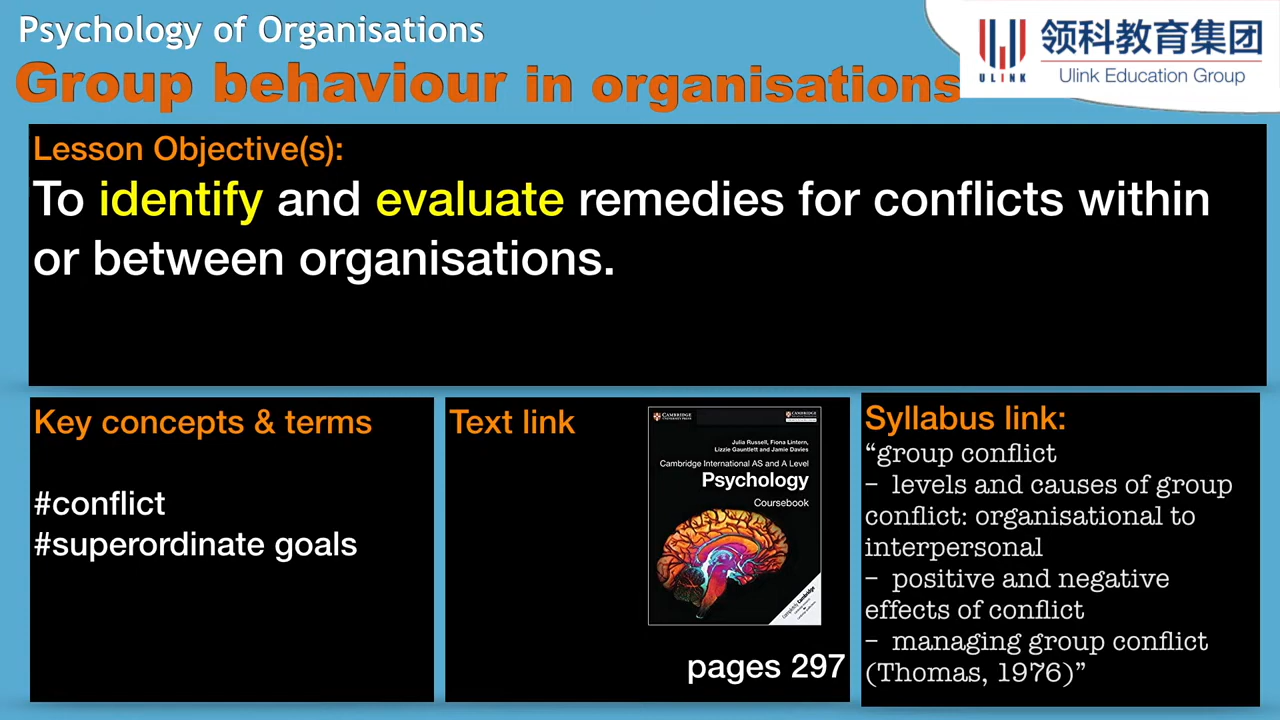 Psychology of Organisations
Group behaviour in organisations
ULINK
领科教育集团
Ulink Education Group
Lesson Objective(s):
To identify and evaluate remedies for conflicts within
or between organisations.
Key concepts & terms
#conflict
#superordinate goals
Text link
CAMBRIDGE
Julia Russell, Fiona Lintern,
Lizzie Gauntlett and Jamie Davies
Cambridge International AS and A Level
Psychology
Coursebook
pages 297
Syllabus link:
“group conflict
– levels and causes of group
conflict: organisational to
interpersonal
– positive and negative
effects of conflict
– managing group conflict
(Thomas, 1976)”